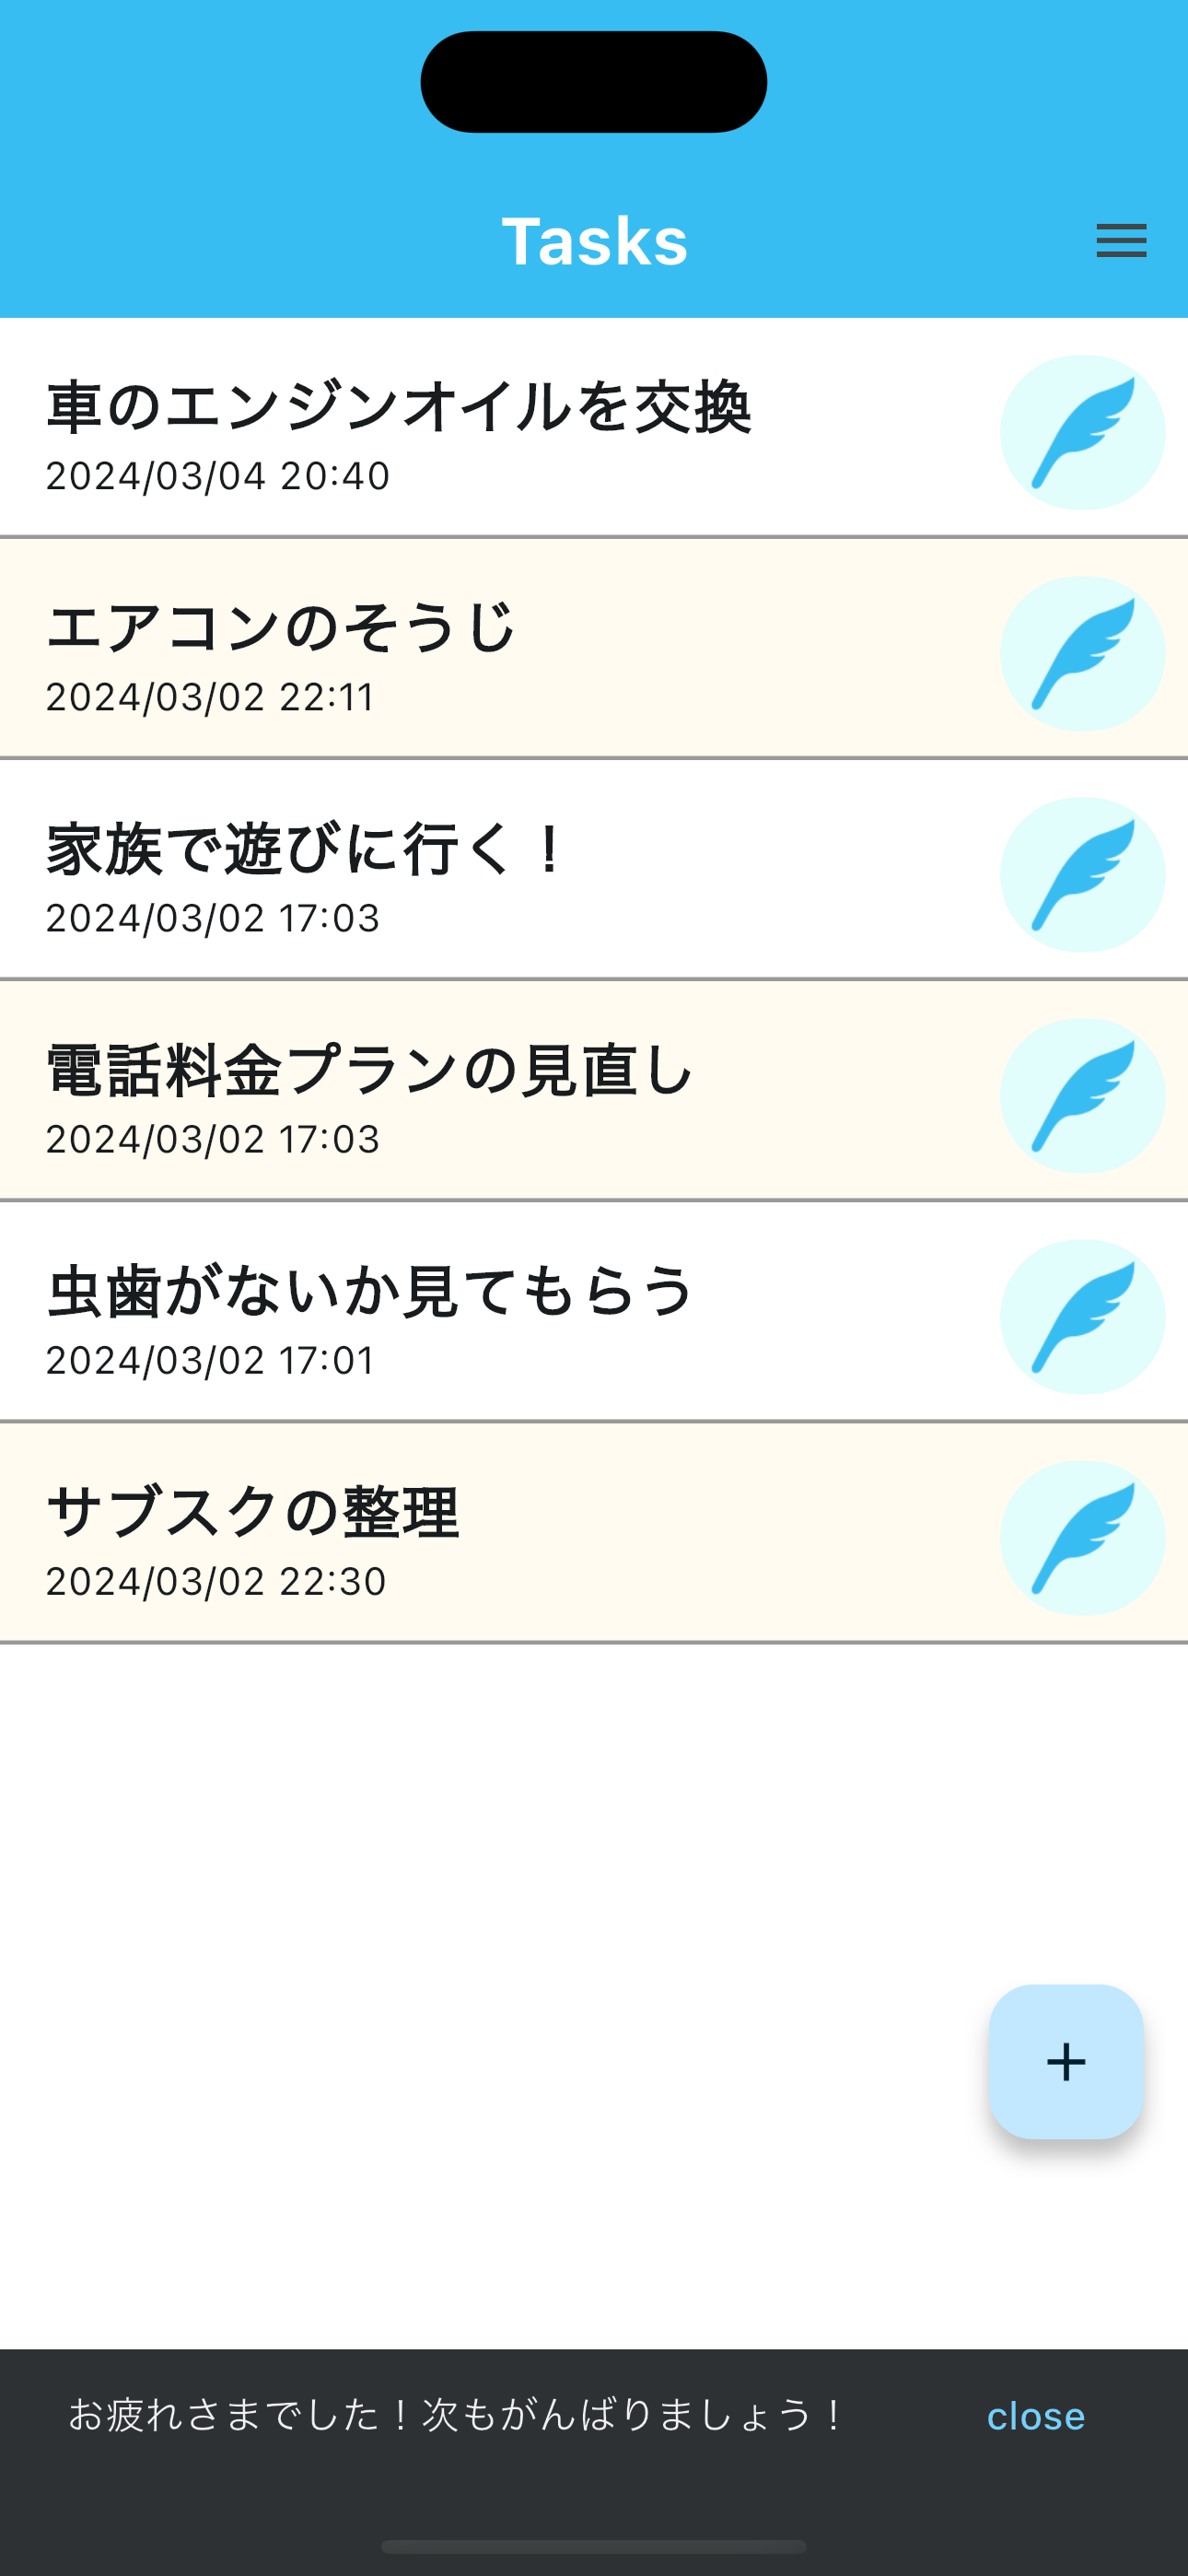 Tasks
車のエンジンオイルを交換
2024/03/04 20:40
エアコンのそうじ
2024/03/02 22:11
家族で遊びに行く！
2024/03/02 17:03
電話料金プランの見直し
2024/03/02 17:03
虫歯がないか見てもらう
2024/03/02 17:01
サブスクの整理
2024/03/02 22:30
お疲れさまでした！次もがんばりましょう！ close